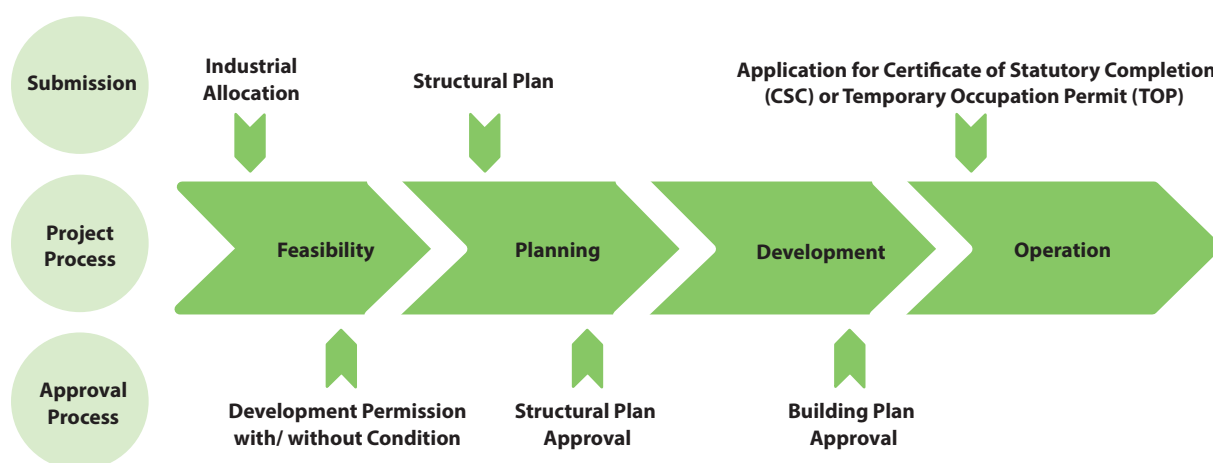 Submission
Industrial
Allocation
Structural Plan
Application for Certificate of Statutory Completion
(CSC) or Temporary Occupation Permit (TOP)
Project
Process
Feasibility
Planning
Development
Operation
Approval
Process
Development Permission
with/ without Condition
Structural Plan
Approval
Building Plan
Approval